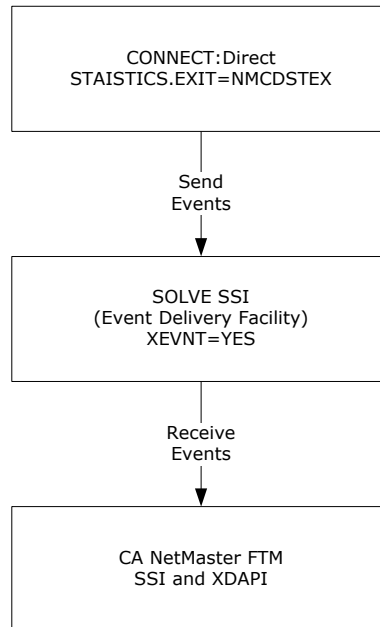 CONNECT:Direct
STAISTICS.EXIT=NMCDSTEX
Send
Events
SOLVE SSI
(Event Delivery Facility)
XEVNT=YES
Receive
Events
CA NetMaster FTM
SSI and XDAPI